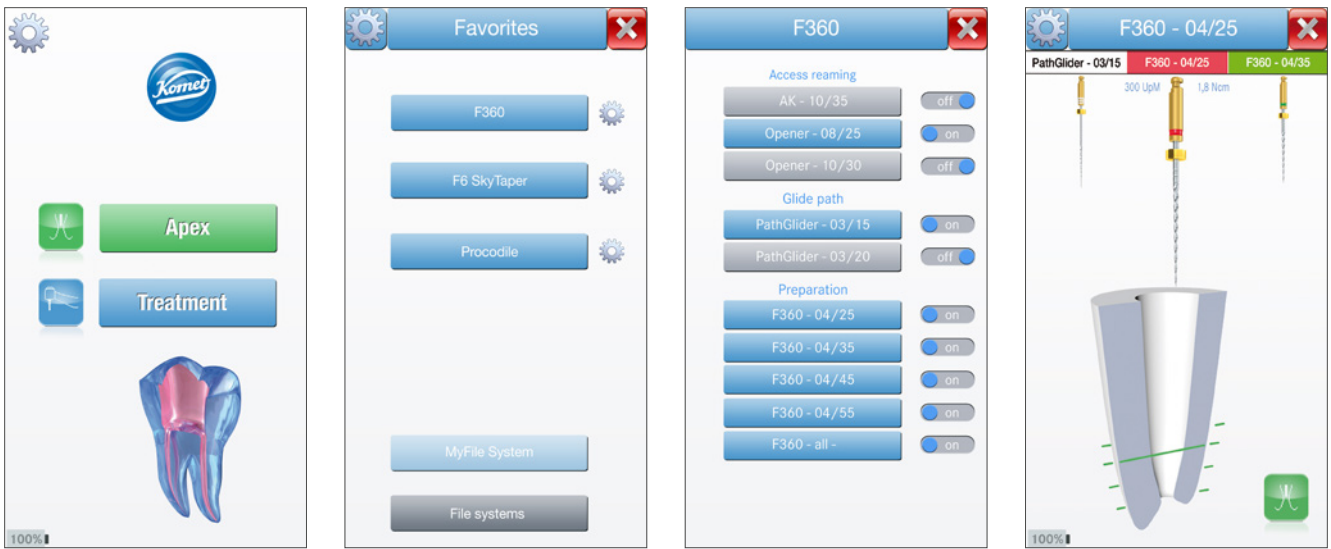 Komet
Apex
Treatment
100%
Favorites
F360
F6 SkyTaper
Procodile
MyFile System
File systems
F360
Access reaming
AK - 10/35 off
Opener - 08/25 on
Opener - 10/30 off
Glide path
PathGlider - 03/15 on
PathGlider - 03/20 off
Preparation
F360 - 04/25 on
F360 - 04/35 on
F360 - 04/45 on
F360 - 04/55 on
F360 - all - on
F360 - 04/25
PathGlider - 03/15 F360 - 04/25 F360 - 04/35
300 UpM 1,8 Ncm
100%